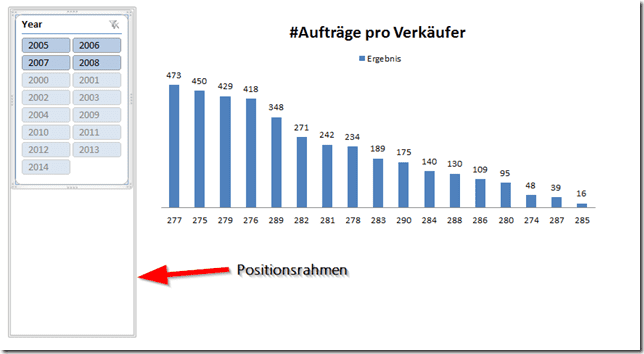 Year
2005 2006
2007 2008
2000 2001
2002 2003
2004 2009
2010 2011
2012 2013
2014
#Aufträge pro Verkäufer
Ergebnis
473 450 429 418 348 271 242 234 189 175 140 130 109 95 48 39 16
277 275 279 276 289 282 281 278 283 290 284 288 286 280 274 287 285
Positionsrahmen